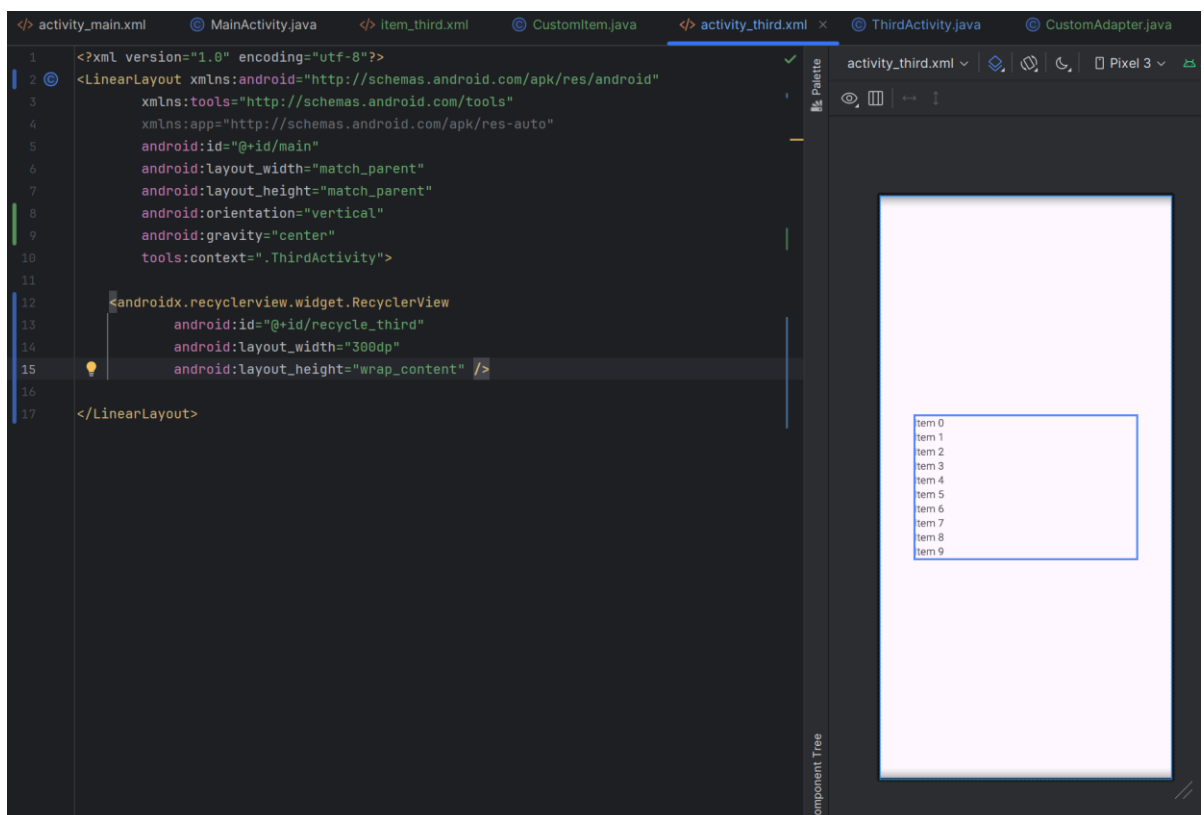 </> activity_main.xml © MainActivity.java </> item_third.xml © CustomItem.java </> activity_third.xml × © ThirdActivity.java © CustomAdapter.java
1 <?xml version="1.0" encoding="utf-8"?>
2 © <LinearLayout xmlns:android="http://schemas.android.com/apk/res/android"
3 xmlns:tools="http://schemas.android.com/tools"
4 xmlns:app="http://schemas.android.com/apk/res-auto"
5 android:id="@+id/main"
6 android:layout_width="match_parent"
7 android:layout_height="match_parent"
8 android:orientation="vertical"
9 android:gravity="center"
10 tools:context=".ThirdActivity">
11
12 <androidx.recyclerview.widget.RecyclerView
13 android:id="@+id/recycle_third"
14 android:layout_width="300dp"
15 android:layout_height="wrap_content" />
16
17 </LinearLayout>
Palette
activity_third.xml Pixel 3
Item 0
Item 1
Item 2
Item 3
Item 4
Item 5
Item 6
Item 7
Item 8
Item 9
omponent Tree